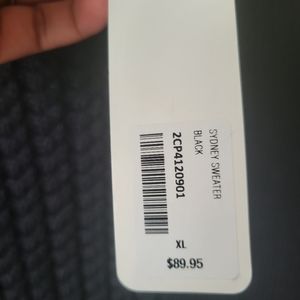 SYDNEY SWEATER
BLACK
2CP4120901
XL
$89.95